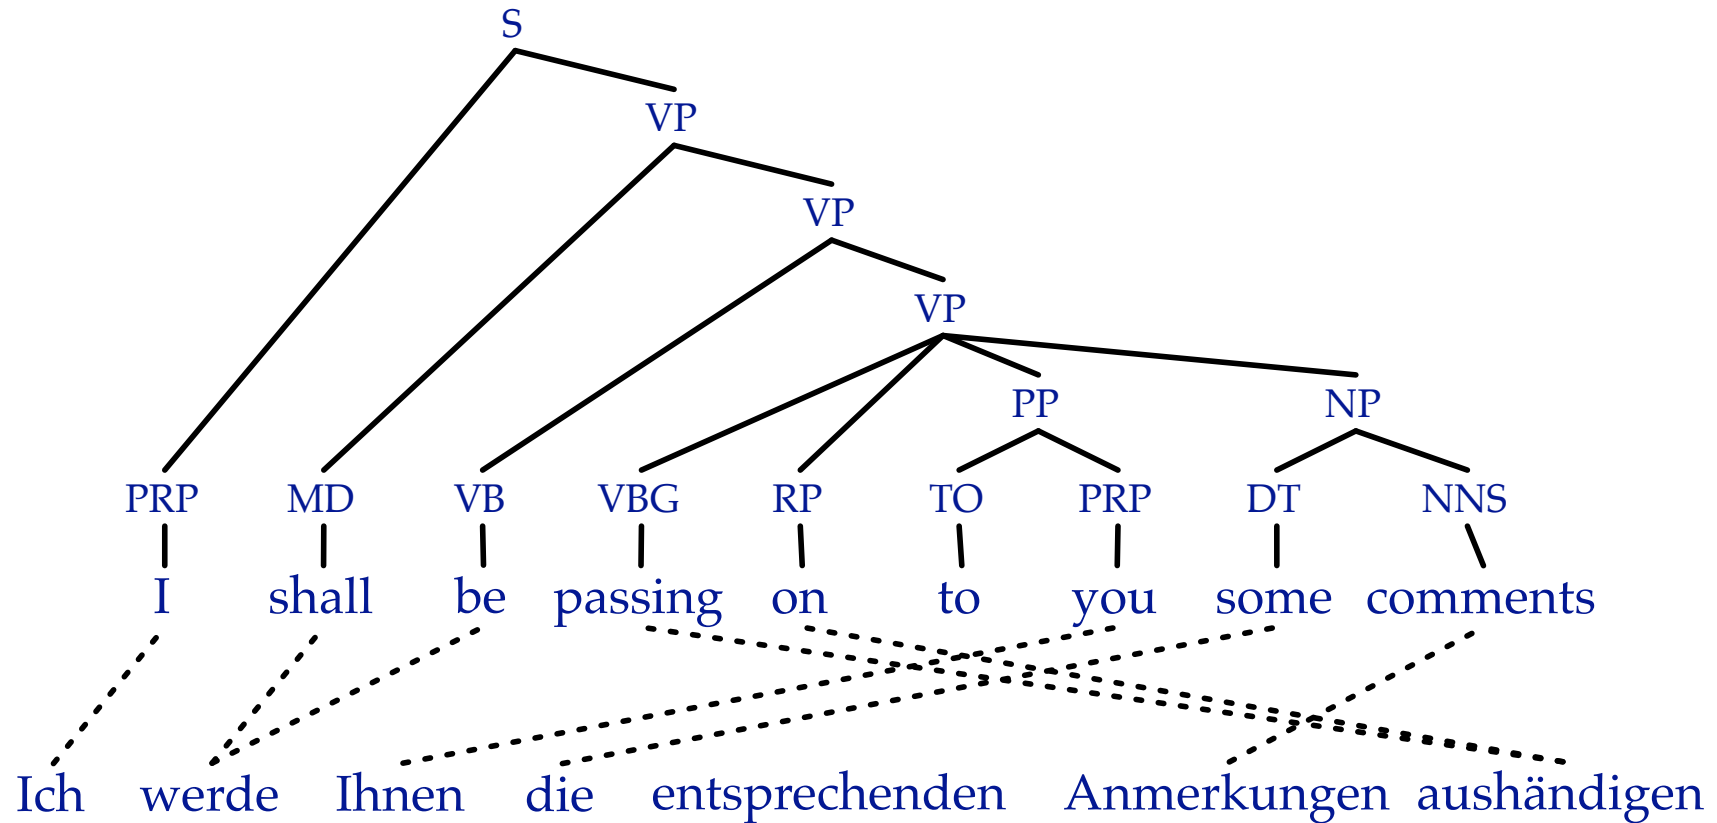 S
VP
VP
VP
PP NP
PRP MD VB VBG RP TO PRP DT NNS
I shall be passing on to you some comments
Ich werde Ihnen die entsprechenden Anmerkungen aushändigen